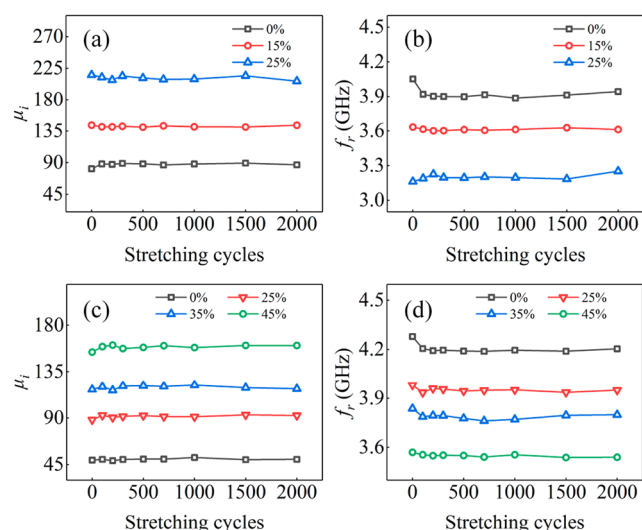 (a)
0%
15%
25%
270
225
180
135
90
45
μi
0 500 1000 1500 2000
Stretching cycles
(b)
0%
15%
25%
4.5
4.2
3.9
3.6
3.3
3.0
fr (GHz)
0 500 1000 1500 2000
Stretching cycles
(c)
0% 25%
35% 45%
180
135
90
45
μi
0 500 1000 1500 2000
Stretching cycles
(d)
0% 25%
35% 45%
4.5
4.2
3.9
3.6
fr (GHz)
0 500 1000 1500 2000
Stretching cycles